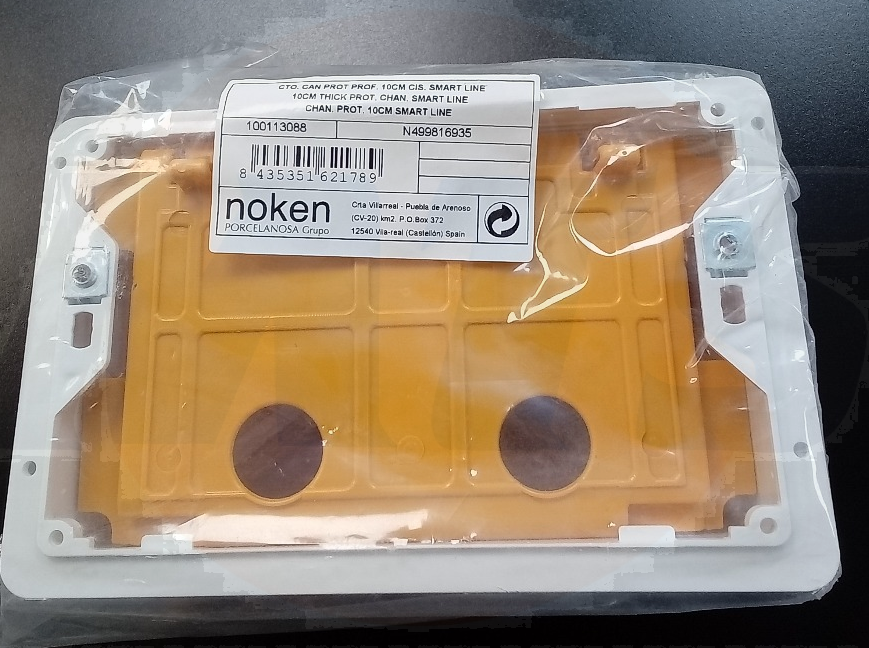 CTO. CAN PROT PROF. 10CM CIS. SMART LINE
10CM THICK PROT. CHAN. SMART LINE
CHAN. PROT. 10CM SMART LINE
100113088 N499816935
8 435351 621789
noken
PORCELANOSA Grupo
Crta Villarreal - Puebla de Arenoso
(CV-20) km2. P.O.Box 372
12540 Vila-real (Castellón) Spain